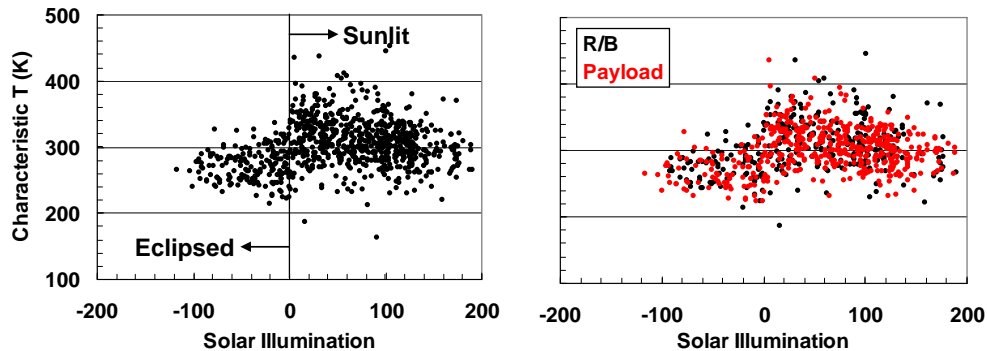 500
400
300
200
100
Characteristic T (K)
Sunlit
Eclipsed
-200
-100
0
100
200
Solar Illumination
R/B
Payload
-200
-100
0
100
200
Solar Illumination